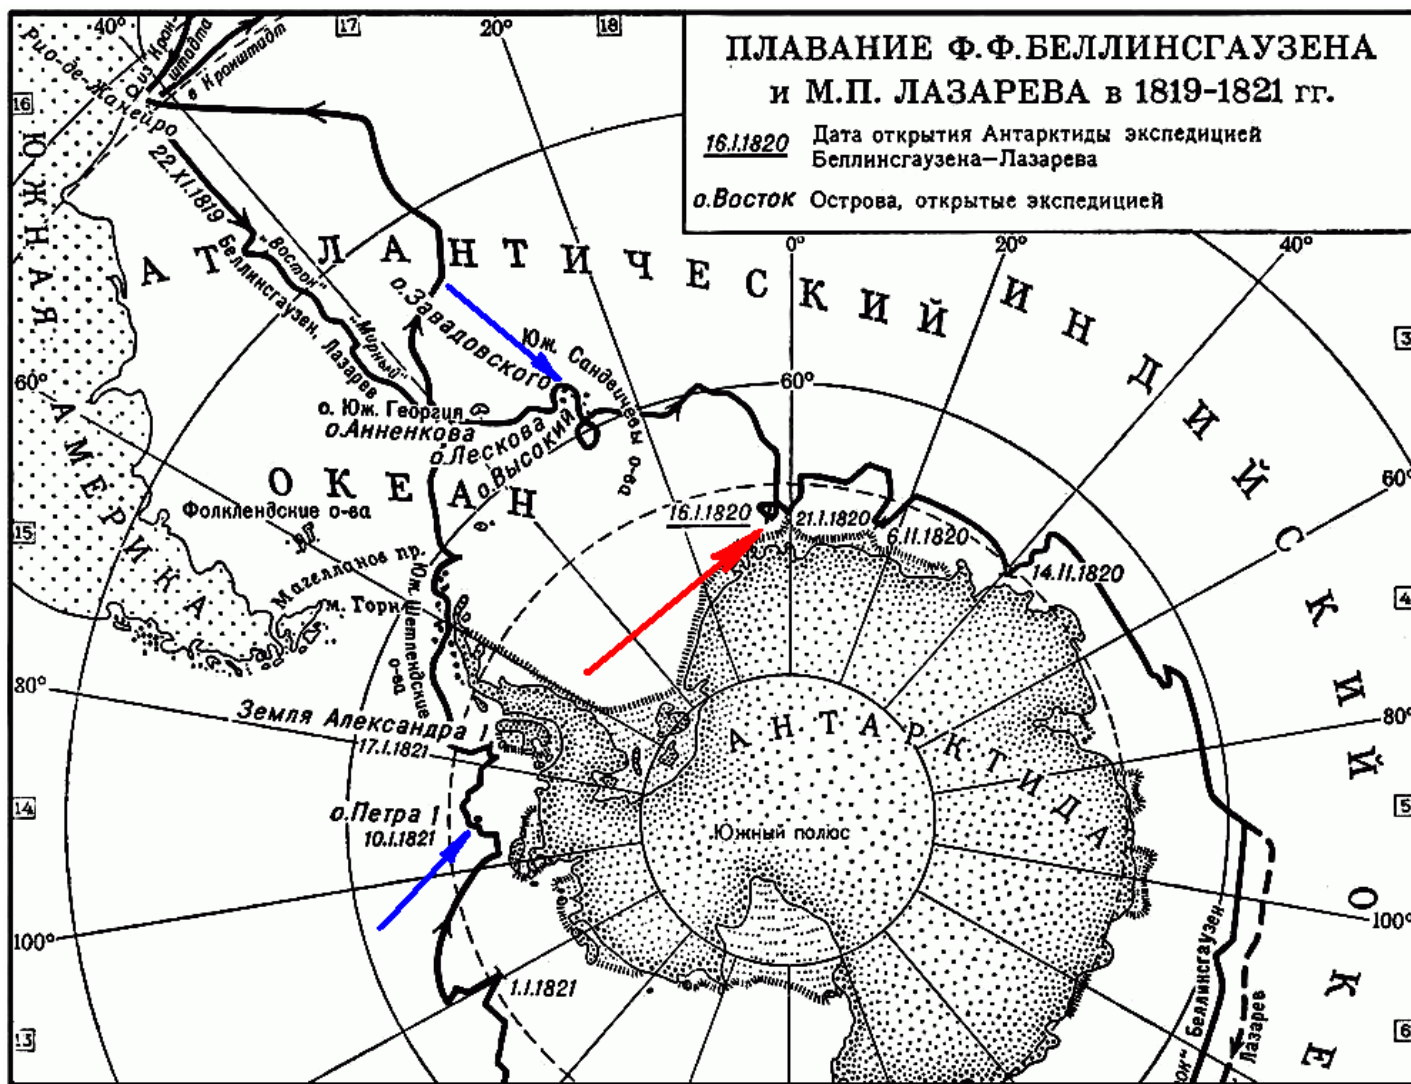 ПЛАВАНИЕ Ф.Ф.БЕЛЛИНСГАУЗЕНА
и М.П. ЛАЗАРЕВА в 1819-1821 гг.
16.I.1820 Дата открытия Антарктиды экспедицией
Беллинсгаузена—Лазарева
о.Восток Острова, открытые экспедицией
40°
17
20°
18
из Крон-
штадта
в Кронштадт
Рио-де-Жанейро
16
22.XI.1819
ЮЖНАЯ
АМЕРИКА
АТЛАНТИЧЕСКИЙ
ОКЕАН
ИНДИЙСКИЙ
ОКЕ
0°
20°
40°
3
„Восток"
„Мирный"
Беллинсгаузен, Лазарев
о.Завадовского
Юж. Сандвичевы о-ва
60°
60°
60°
о. Юж. Георгия
о.Анненкова
о.Лескова
о.Высокий
16.I.1820
21.I.1820
6.II.1820
14.II.1820
Фолклендские о-ва
15
Магелланов пр.
м. Горн
Юж. Шетлендские
о-ва
4
80°
80°
Земля Александра I
17.I.1821
АНТАРКТИДА
14
о.Петра I
10.I.1821
Южный полюс
5
100°
100°
1.I.1821
13
ок" Беллинсгаузен
Лазарев
6